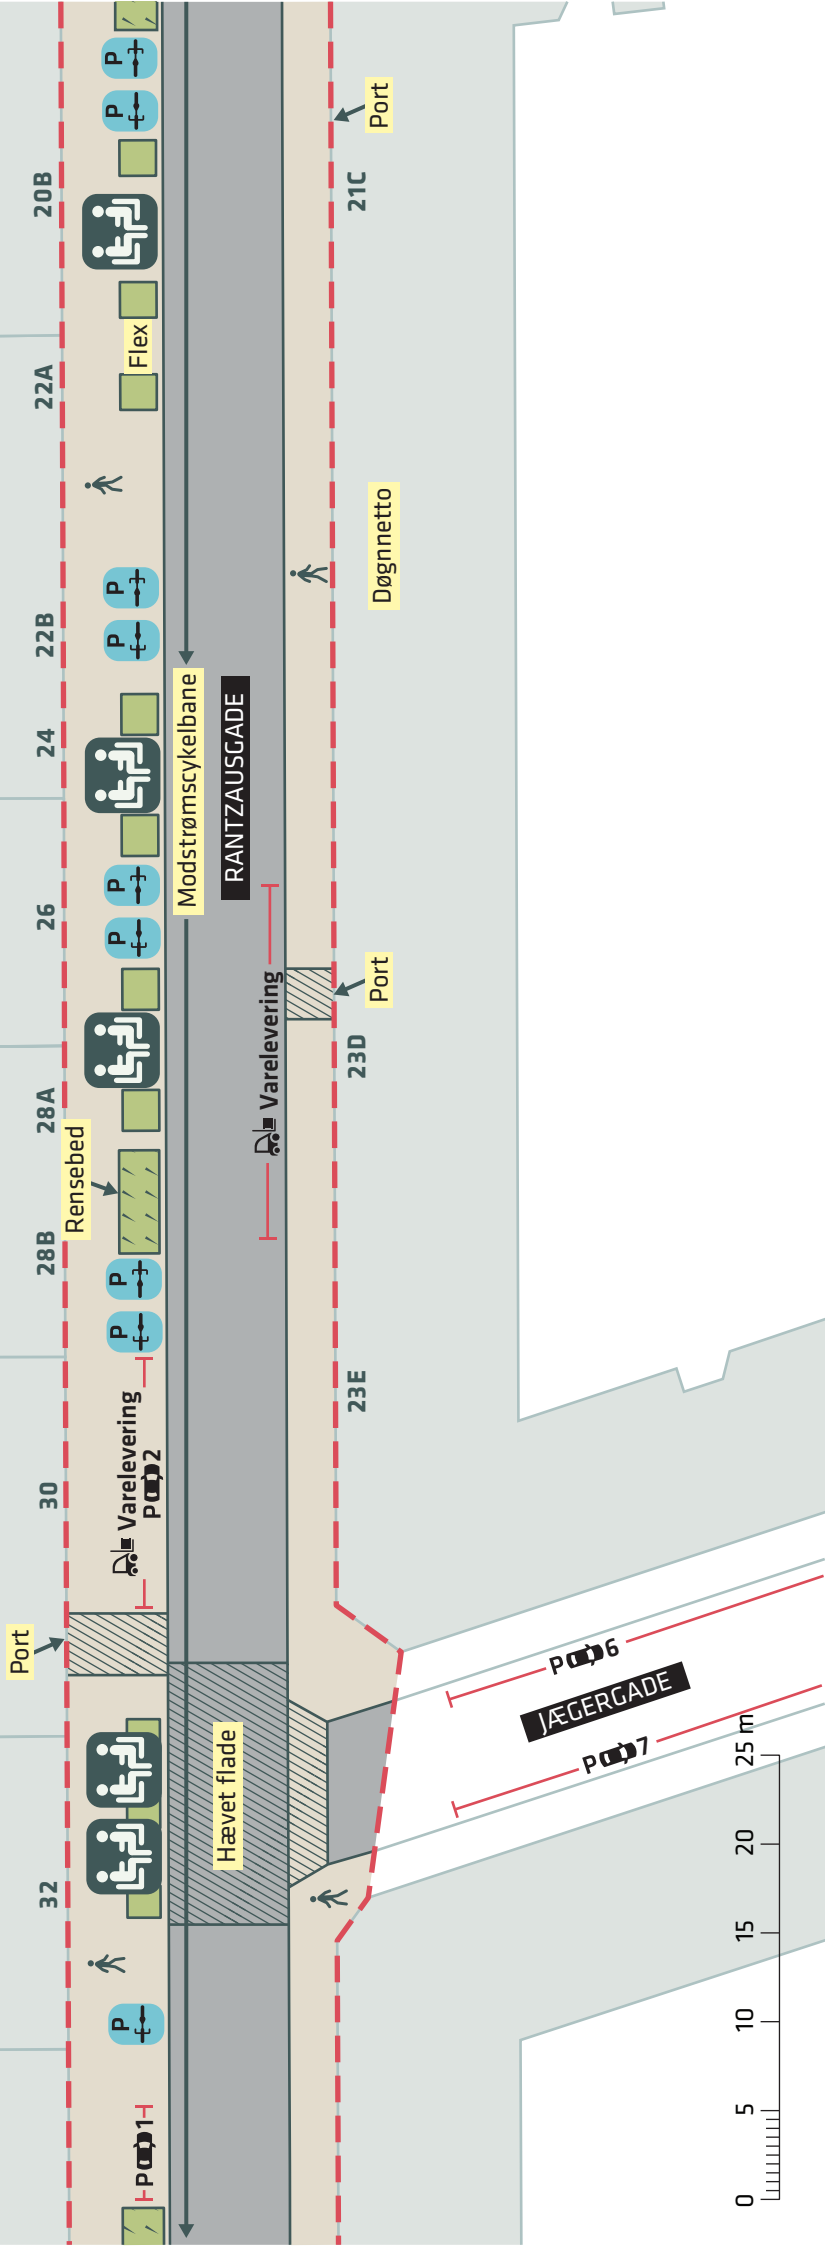 P
P
20B
Port
21C
Flex
22A
Døgnnetto
P
P
22B
24
Modstrømscykelbane
RANTZAUSGADE
P
P
26
Varelevering
Port
23D
28A
Rensebed
28B
P
P
23E
Varelevering
P 2
30
Port
P 6
JÆGERGADE
P 7
Hævet flade
32
P
P 1
0 5 10 15 20 25 m